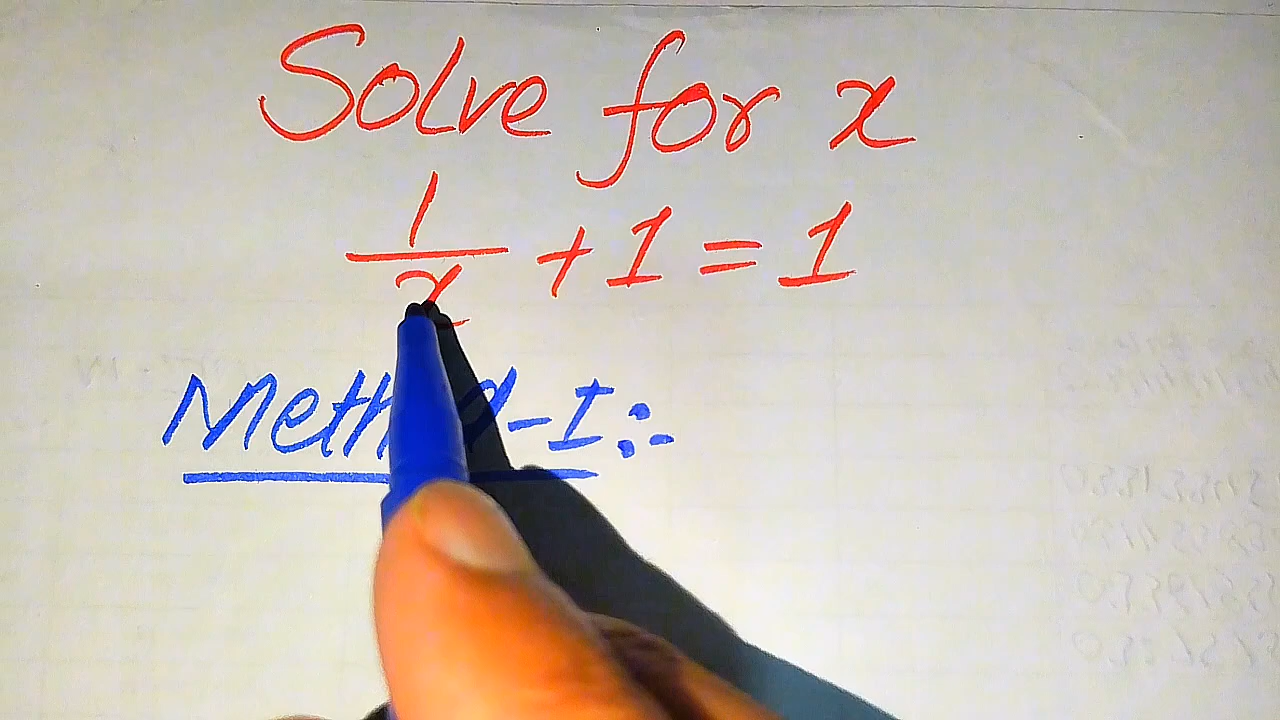 Solve for x
1/x + 1 = 1
Method-I:-